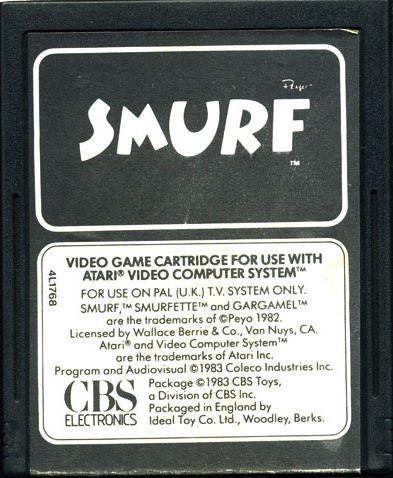 Peyo
SMURF
TM
4L1768
VIDEO GAME CARTRIDGE FOR USE WITH
ATARI® VIDEO COMPUTER SYSTEM™
FOR USE ON PAL (U.K.) T.V. SYSTEM ONLY.
SMURF,™ SMURFETTE™ and GARGAMEL™
are the trademarks of ©Peyo 1982.
Licensed by Wallace Berrie & Co., Van Nuys, CA.
Atari® and Video Computer System™
are the trademarks of Atari Inc.
Program and Audiovisual ©1983 Coleco Industries Inc.
CBS
ELECTRONICS
Package ©1983 CBS Toys,
a Division of CBS Inc.
Packaged in England by
Ideal Toy Co. Ltd., Woodley, Berks.